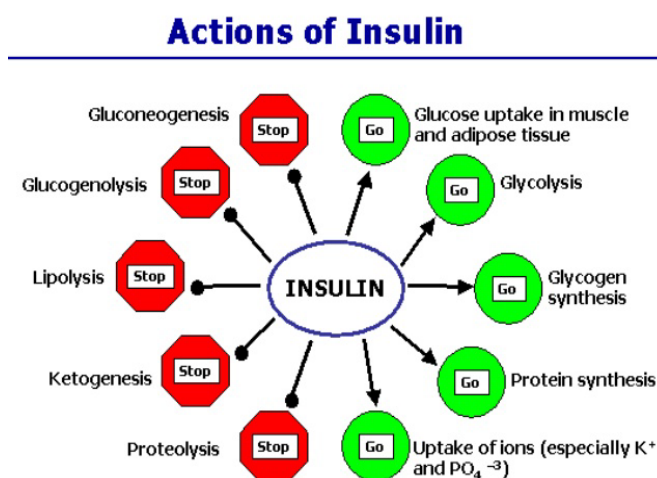 Actions of Insulin
Gluconeogenesis
Stop
Go
Glucose uptake in muscle
and adipose tissue
Glucogenolysis
Stop
Go
Glycolysis
Lipolysis
Stop
INSULIN
Go
Glycogen
synthesis
Ketogenesis
Stop
Go
Protein synthesis
Proteolysis
Stop
Go
Uptake of ions (especially K⁺
and PO₄ ⁻³)